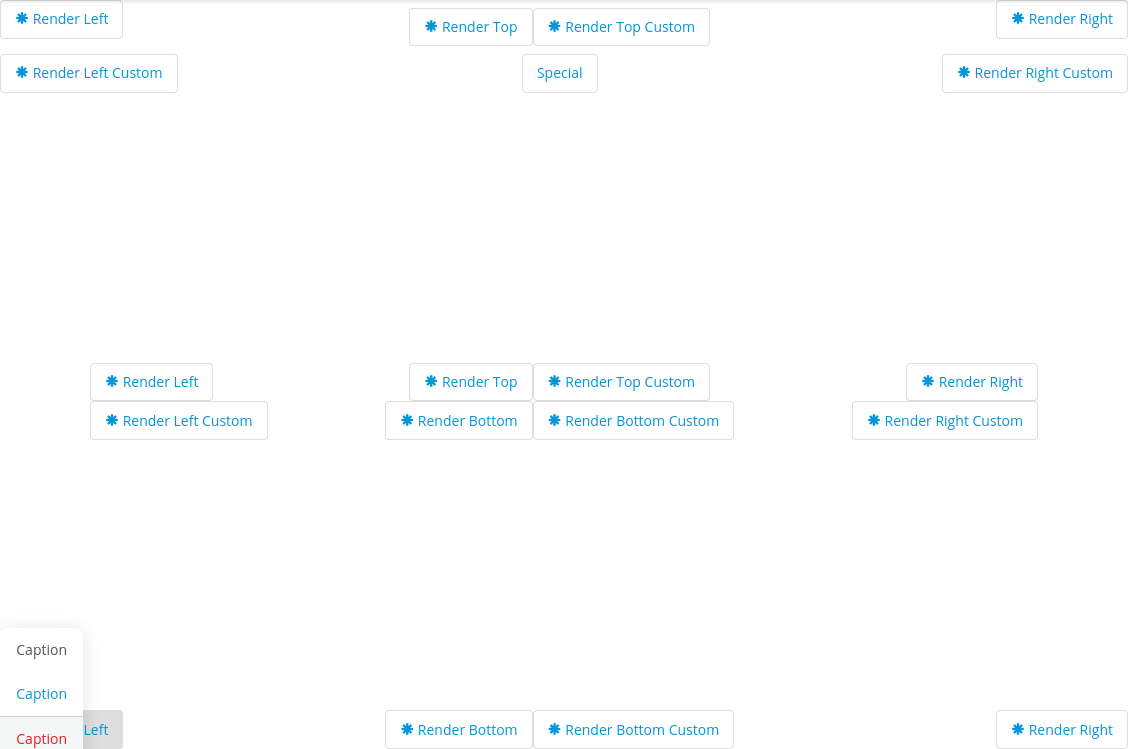 Render Left
Render Top
Render Top Custom
Render Right
Render Left Custom
Special
Render Right Custom
Render Left
Render Top
Render Top Custom
Render Right
Render Left Custom
Render Bottom
Render Bottom Custom
Render Right Custom
Caption
Caption
Caption
Left
Render Bottom
Render Bottom Custom
Render Right